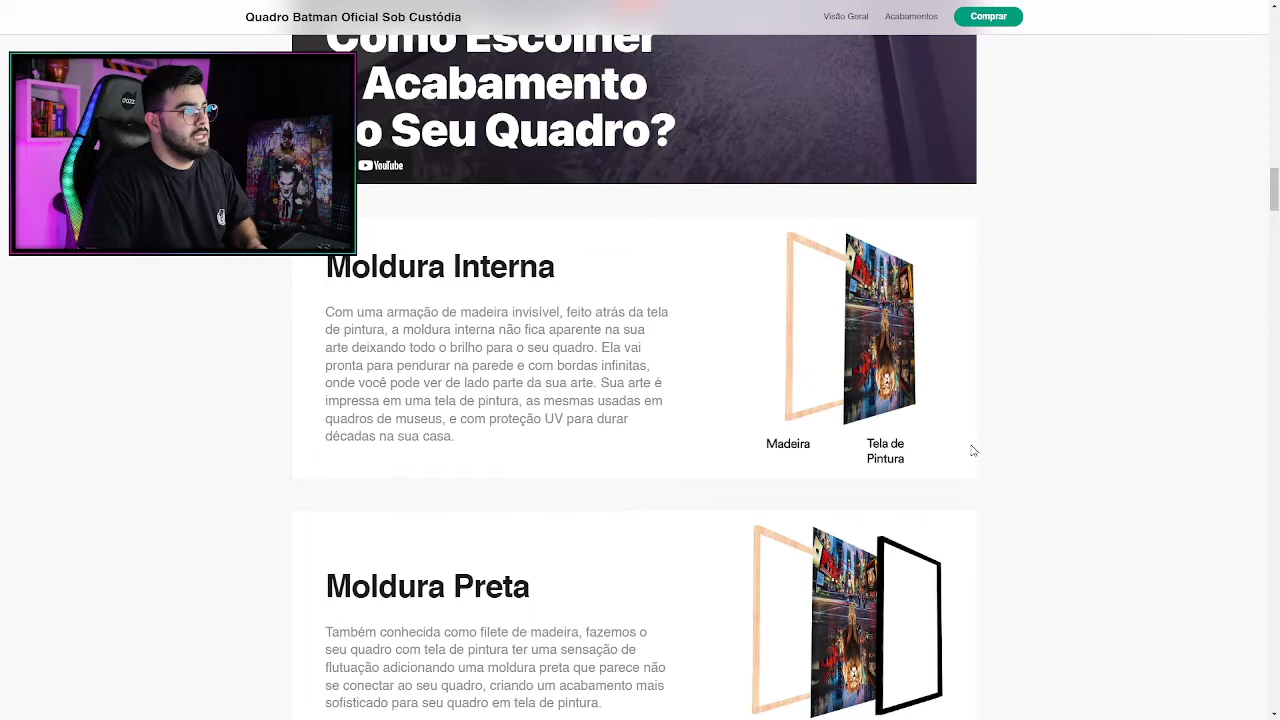 Quadro Batman Oficial Sob Custódia
Visão Geral
Acabamentos
Comprar
Como Escolher
Acabamento
o Seu Quadro?
YouTube
Moldura Interna
Com uma armação de madeira invisível, feito atrás da tela
de pintura, a moldura interna não fica aparente na sua
arte deixando todo o brilho para o seu quadro. Ela vai
pronta para pendurar na parede e com bordas infinitas,
onde você pode ver de lado parte da sua arte. Sua arte é
impressa em uma tela de pintura, as mesmas usadas em
quadros de museus, e com proteção UV para durar
décadas na sua casa.
Madeira
Tela de
Pintura
Moldura Preta
Também conhecida como filete de madeira, fazemos o
seu quadro com tela de pintura ter uma sensação de
flutuação adicionando uma moldura preta que parece não
se conectar ao seu quadro, criando um acabamento mais
sofisticado para seu quadro em tela de pintura.